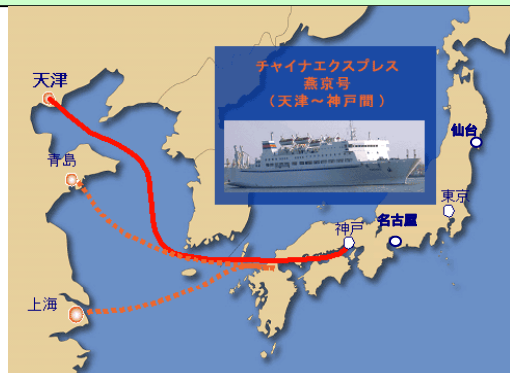 チャイナエクスプレス
燕京号
(天津～神戸間)
天津
青島
上海
仙台
東京
名古屋
神戸